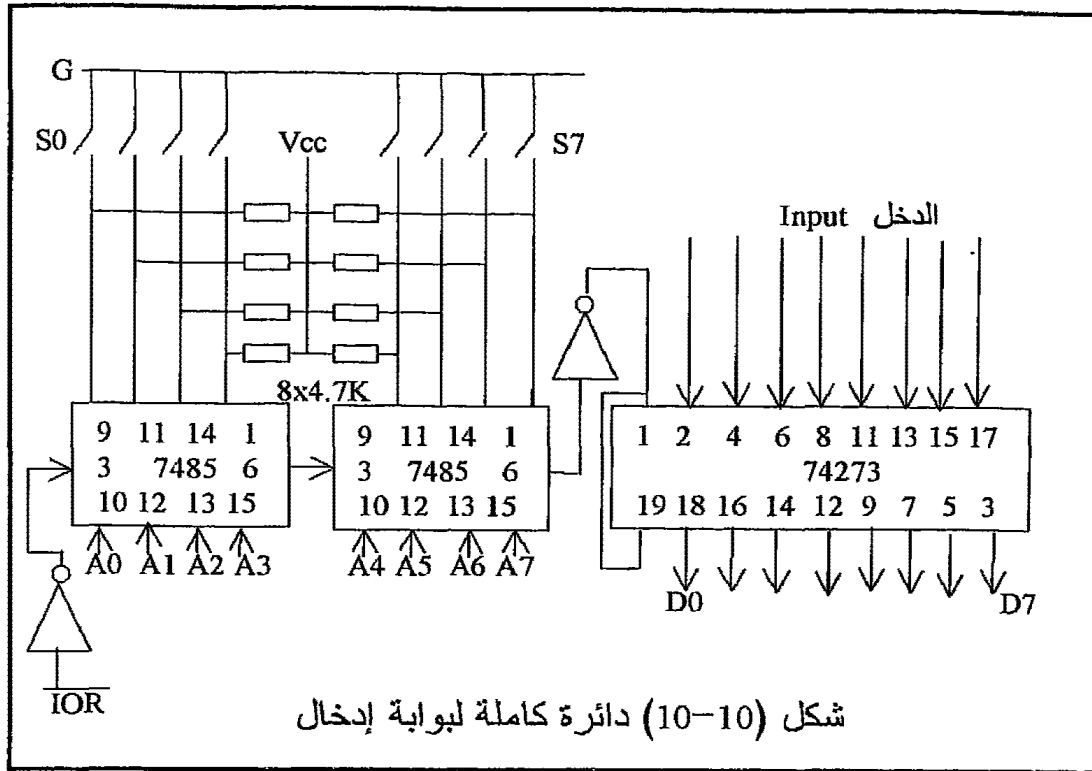 G
S0 Vcc S7
الدخل Input
8x4.7K
9 11 14 1
3 7485 6
10 12 13 15
9 11 14 1
3 7485 6
10 12 13 15
1 2 4 6 8 11 13 15 17
74273
19 18 16 14 12 9 7 5 3
A0 A1 A2 A3
A4 A5 A6 A7
D0 D7
IOR
شكل (10-10) دائرة كاملة لبوابة إدخال